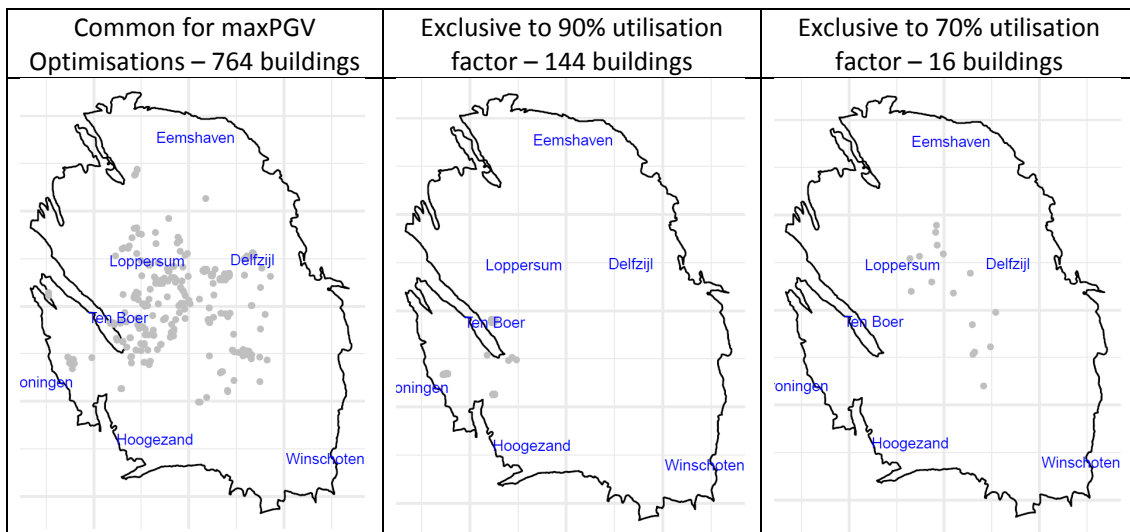 Common for maxPGV
Optimisations – 764 buildings
Exclusive to 90% utilisation
factor – 144 buildings
Exclusive to 70% utilisation
factor – 16 buildings
Eemshaven
Loppersum
Delfzijl
Ten Boer
oningen
Hoogezand
Winschoten
Eemshaven
Loppersum
Delfzijl
Ten Boer
oningen
Hoogezand
Winschoten
Eemshaven
Loppersum
Delfzijl
Ten Boer
roningen
Hoogezand
Winschoten